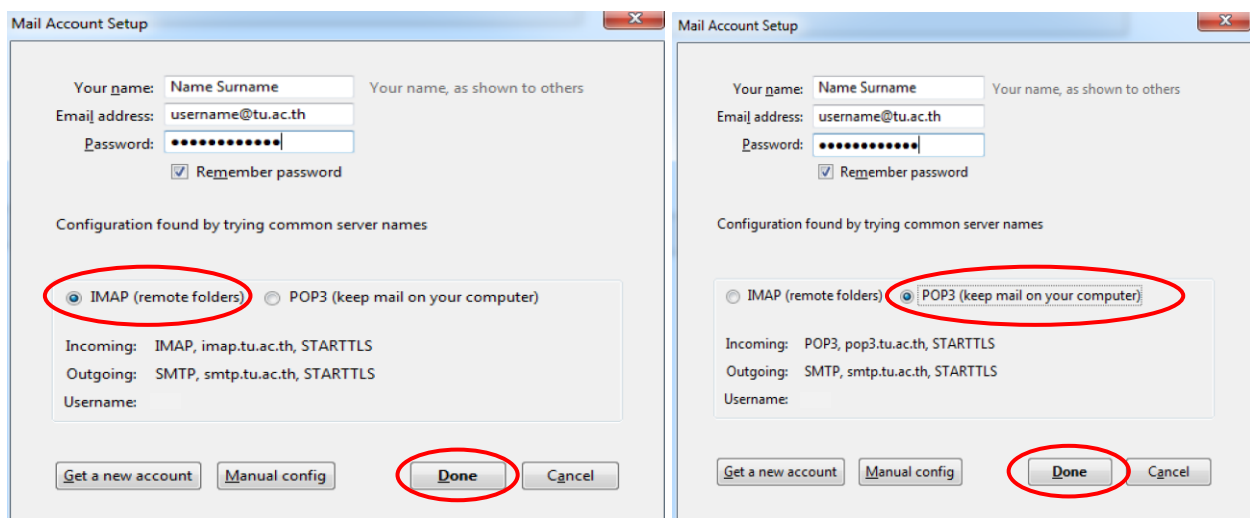 Mail Account Setup
Your name: Name Surname Your name, as shown to others
Email address: username@tu.ac.th
Password: ●●●●●●●●●●●●
Remember password
Configuration found by trying common server names
IMAP (remote folders) POP3 (keep mail on your computer)
Incoming: IMAP, imap.tu.ac.th, STARTTLS
Outgoing: SMTP, smtp.tu.ac.th, STARTTLS
Username:
Get a new account Manual config Done Cancel
Mail Account Setup
Your name: Name Surname Your name, as shown to others
Email address: username@tu.ac.th
Password: ●●●●●●●●●●●●
Remember password
Configuration found by trying common server names
IMAP (remote folders) POP3 (keep mail on your computer)
Incoming: POP3, pop3.tu.ac.th, STARTTLS
Outgoing: SMTP, smtp.tu.ac.th, STARTTLS
Username:
Get a new account Manual config Done Cancel